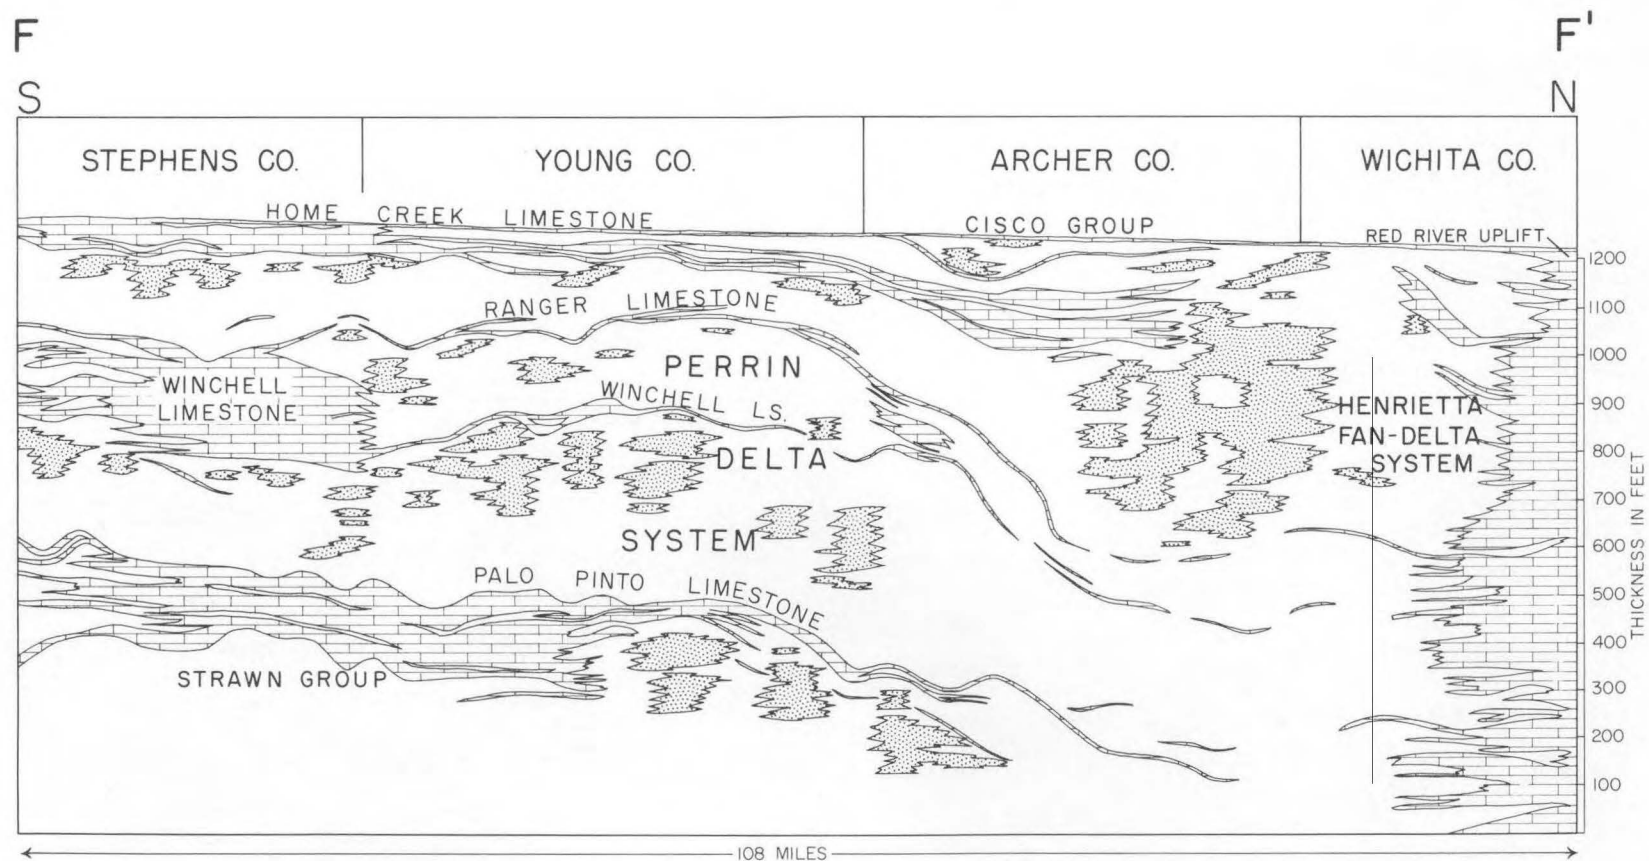 F F'
S N
STEPHENS CO. YOUNG CO. ARCHER CO. WICHITA CO.
HOME CREEK LIMESTONE
CISCO GROUP
RED RIVER UPLIFT
RANGER LIMESTONE
PERRIN
WINCHELL
LIMESTONE
WINCHELL LS.
DELTA
HENRIETTA
FAN-DELTA
SYSTEM
SYSTEM
PALO PINTO LIMESTONE
STRAWN GROUP
1200
1100
1000
900
800
700
600
500
400
300
200
100
THICKNESS IN FEET
108 MILES